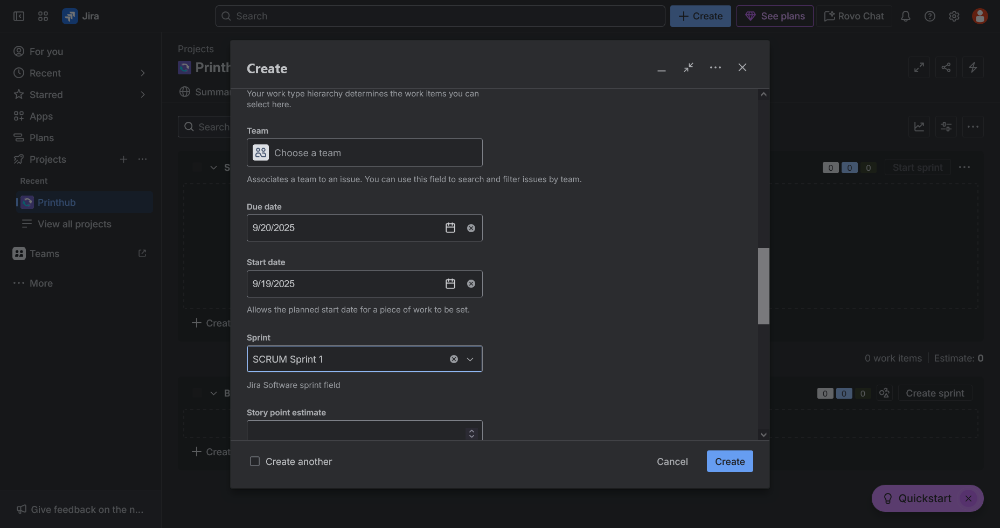 Jira
Search
Create
See plans
Rovo Chat
For you
Recent
Starred
Apps
Plans
Projects
Recent
Printhub
View all projects
Teams
More
Give feedback on the n...
Projects
Search
0 0 0
Start sprint
0 work items
Estimate: 0
0 0 0
Create sprint
Create
Your work type hierarchy determines the work items you can
select here.
Team
Choose a team
Associates a team to an issue. You can use this field to search and filter issues by team.
Due date
9/20/2025
Start date
9/19/2025
Allows the planned start date for a piece of work to be set.
Sprint
SCRUM Sprint 1
Jira Software sprint field
Story point estimate
Create another
Cancel
Create
Quickstart